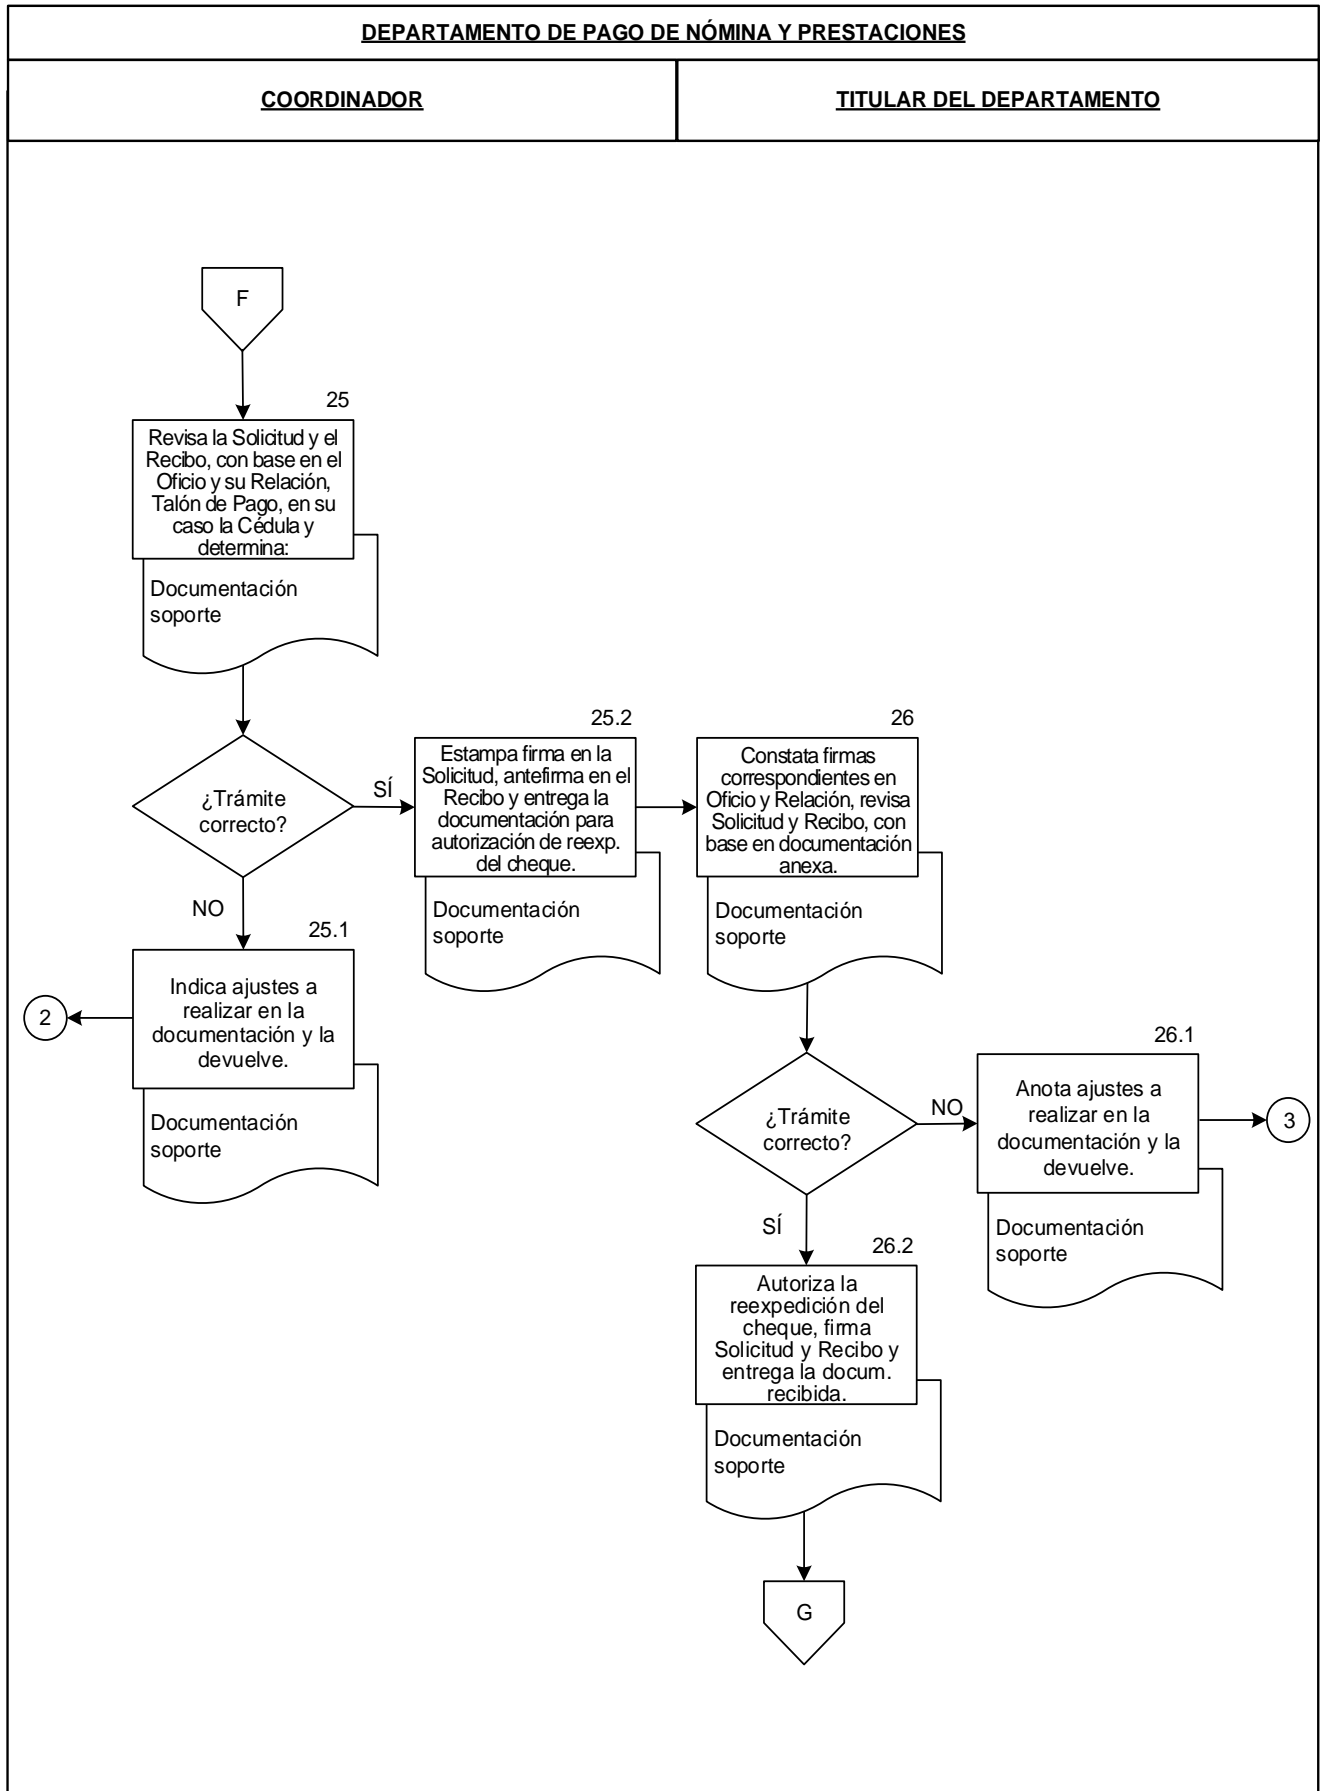 DEPARTAMENTO DE PAGO DE NÓMINA Y PRESTACIONES
COORDINADOR
TITULAR DEL DEPARTAMENTO
F
25
Revisa la Solicitud y el
Recibo, con base en el
Oficio y su Relación,
Talón de Pago, en su
caso la Cédula y
determina:
Documentación
soporte
¿Trámite
correcto?
SÍ
NO
25.1
Indica ajustes a
realizar en la
documentación y la
devuelve.
Documentación
soporte
2
25.2
Estampa firma en la
Solicitud, antefirma en el
Recibo y entrega la
documentación para
autorización de reexp.
del cheque.
Documentación
soporte
26
Constata firmas
correspondientes en
Oficio y Relación, revisa
Solicitud y Recibo, con
base en documentación
anexa.
Documentación
soporte
¿Trámite
correcto?
NO
26.1
Anota ajustes a
realizar en la
documentación y la
devuelve.
Documentación
soporte
3
SÍ
26.2
Autoriza la
reexpedición del
cheque, firma
Solicitud y Recibo y
entrega la docum.
recibida.
Documentación
soporte
G